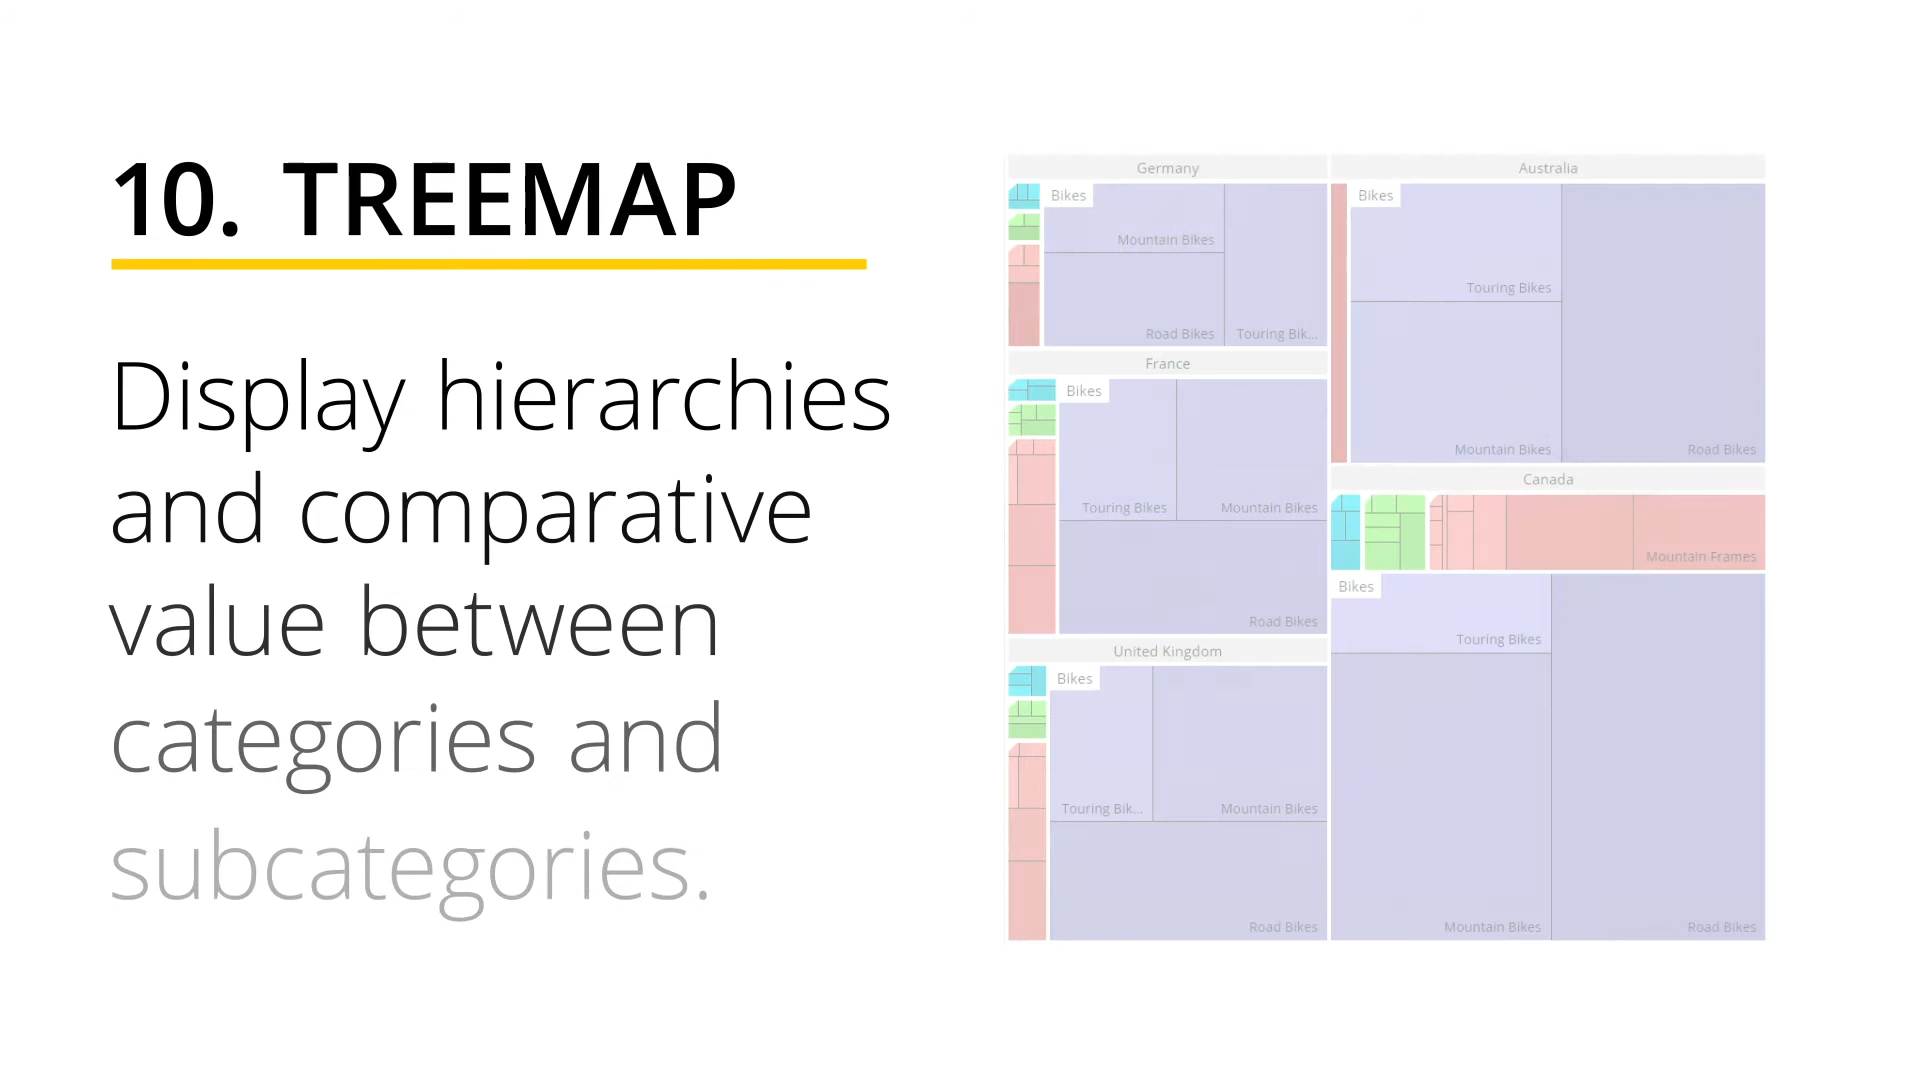 10. TREEMAP
Display hierarchies
and comparative
value between
categories and
subcategories.
Germany
Bikes
Mountain Bikes
Road Bikes
Touring Bik...
France
Bikes
Touring Bikes
Mountain Bikes
Road Bikes
United Kingdom
Bikes
Touring Bik...
Mountain Bikes
Road Bikes
Australia
Bikes
Touring Bikes
Mountain Bikes
Road Bikes
Canada
Mountain Frames
Bikes
Touring Bikes
Mountain Bikes
Road Bikes